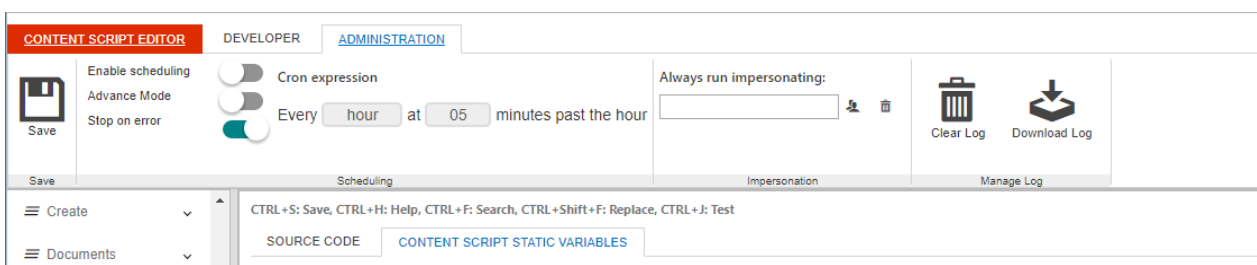 CONTENT SCRIPT EDITOR DEVELOPER ADMINISTRATION
Enable scheduling
Advance Mode
Stop on error
Cron expression
Every hour at 05 minutes past the hour
Always run impersonating:
Save
Clear Log
Download Log
Save Scheduling Impersonation Manage Log
Create
Documents
CTRL+S: Save, CTRL+H: Help, CTRL+F: Search, CTRL+Shift+F: Replace, CTRL+J: Test
SOURCE CODE CONTENT SCRIPT STATIC VARIABLES